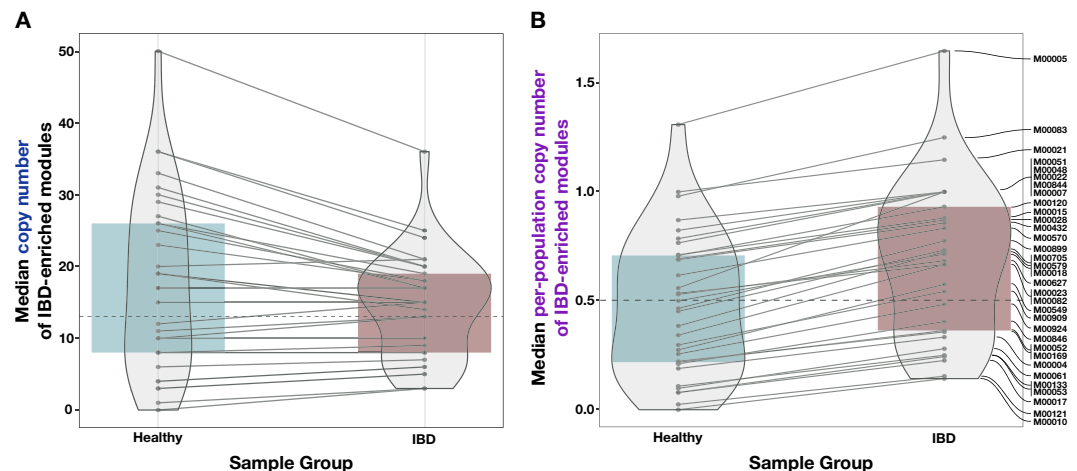 A
Median copy number
of IBD-enriched modules
50
40
30
20
10
0
Healthy
IBD
Sample Group
B
Median per-population copy number
of IBD-enriched modules
1.5
1.0
0.5
0.0
Healthy
IBD
Sample Group
M00005
M00083
M00021
M00051
M00048
M00022
M00844
M00007
M00120
M00015
M00028
M00432
M00570
M00899
M00705
M00579
M00018
M00627
M00023
M00082
M00549
M00909
M00924
M00846
M00052
M00169
M00004
M00061
M00133
M00053
M00017
M00121
M00010